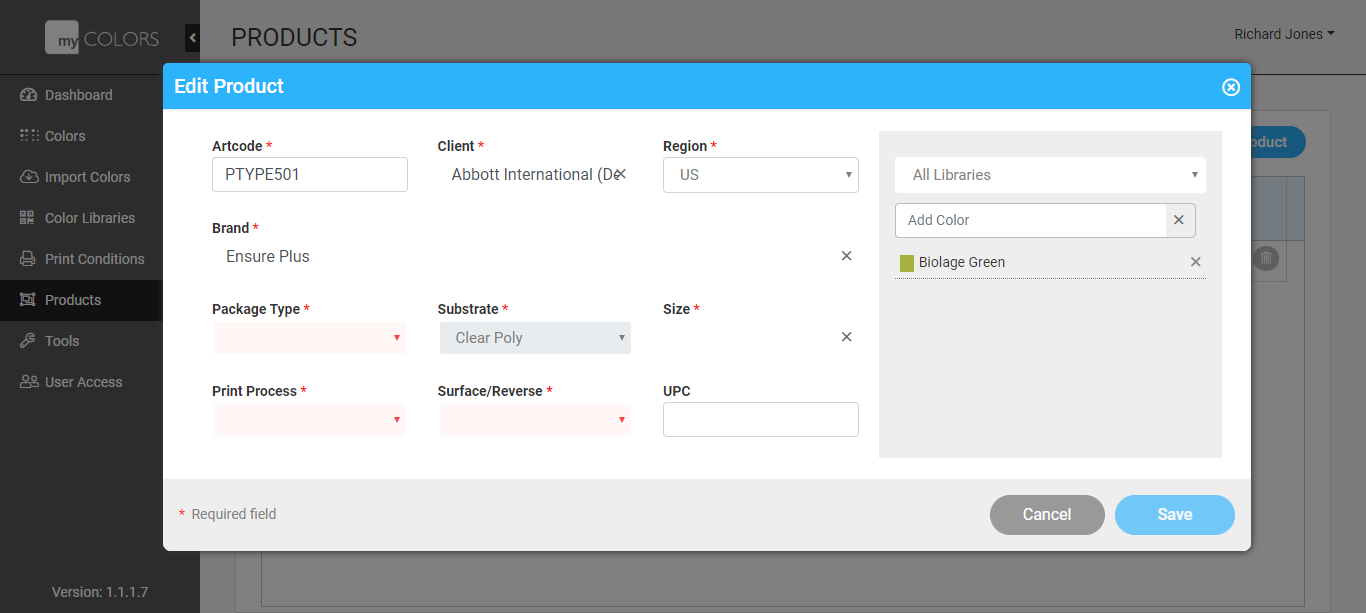 my COLORS
PRODUCTS
Richard Jones
Dashboard
Colors
Import Colors
Color Libraries
Print Conditions
Products
Tools
User Access
Version: 1.1.1.7
oduct
Edit Product
Artcode *
PTYPE501
Client *
Abbott International (De
Region *
US
Brand *
Ensure Plus
Package Type *
Substrate *
Clear Poly
Size *
Print Process *
Surface/Reverse *
UPC
All Libraries
Add Color
Biolage Green
* Required field
Cancel
Save